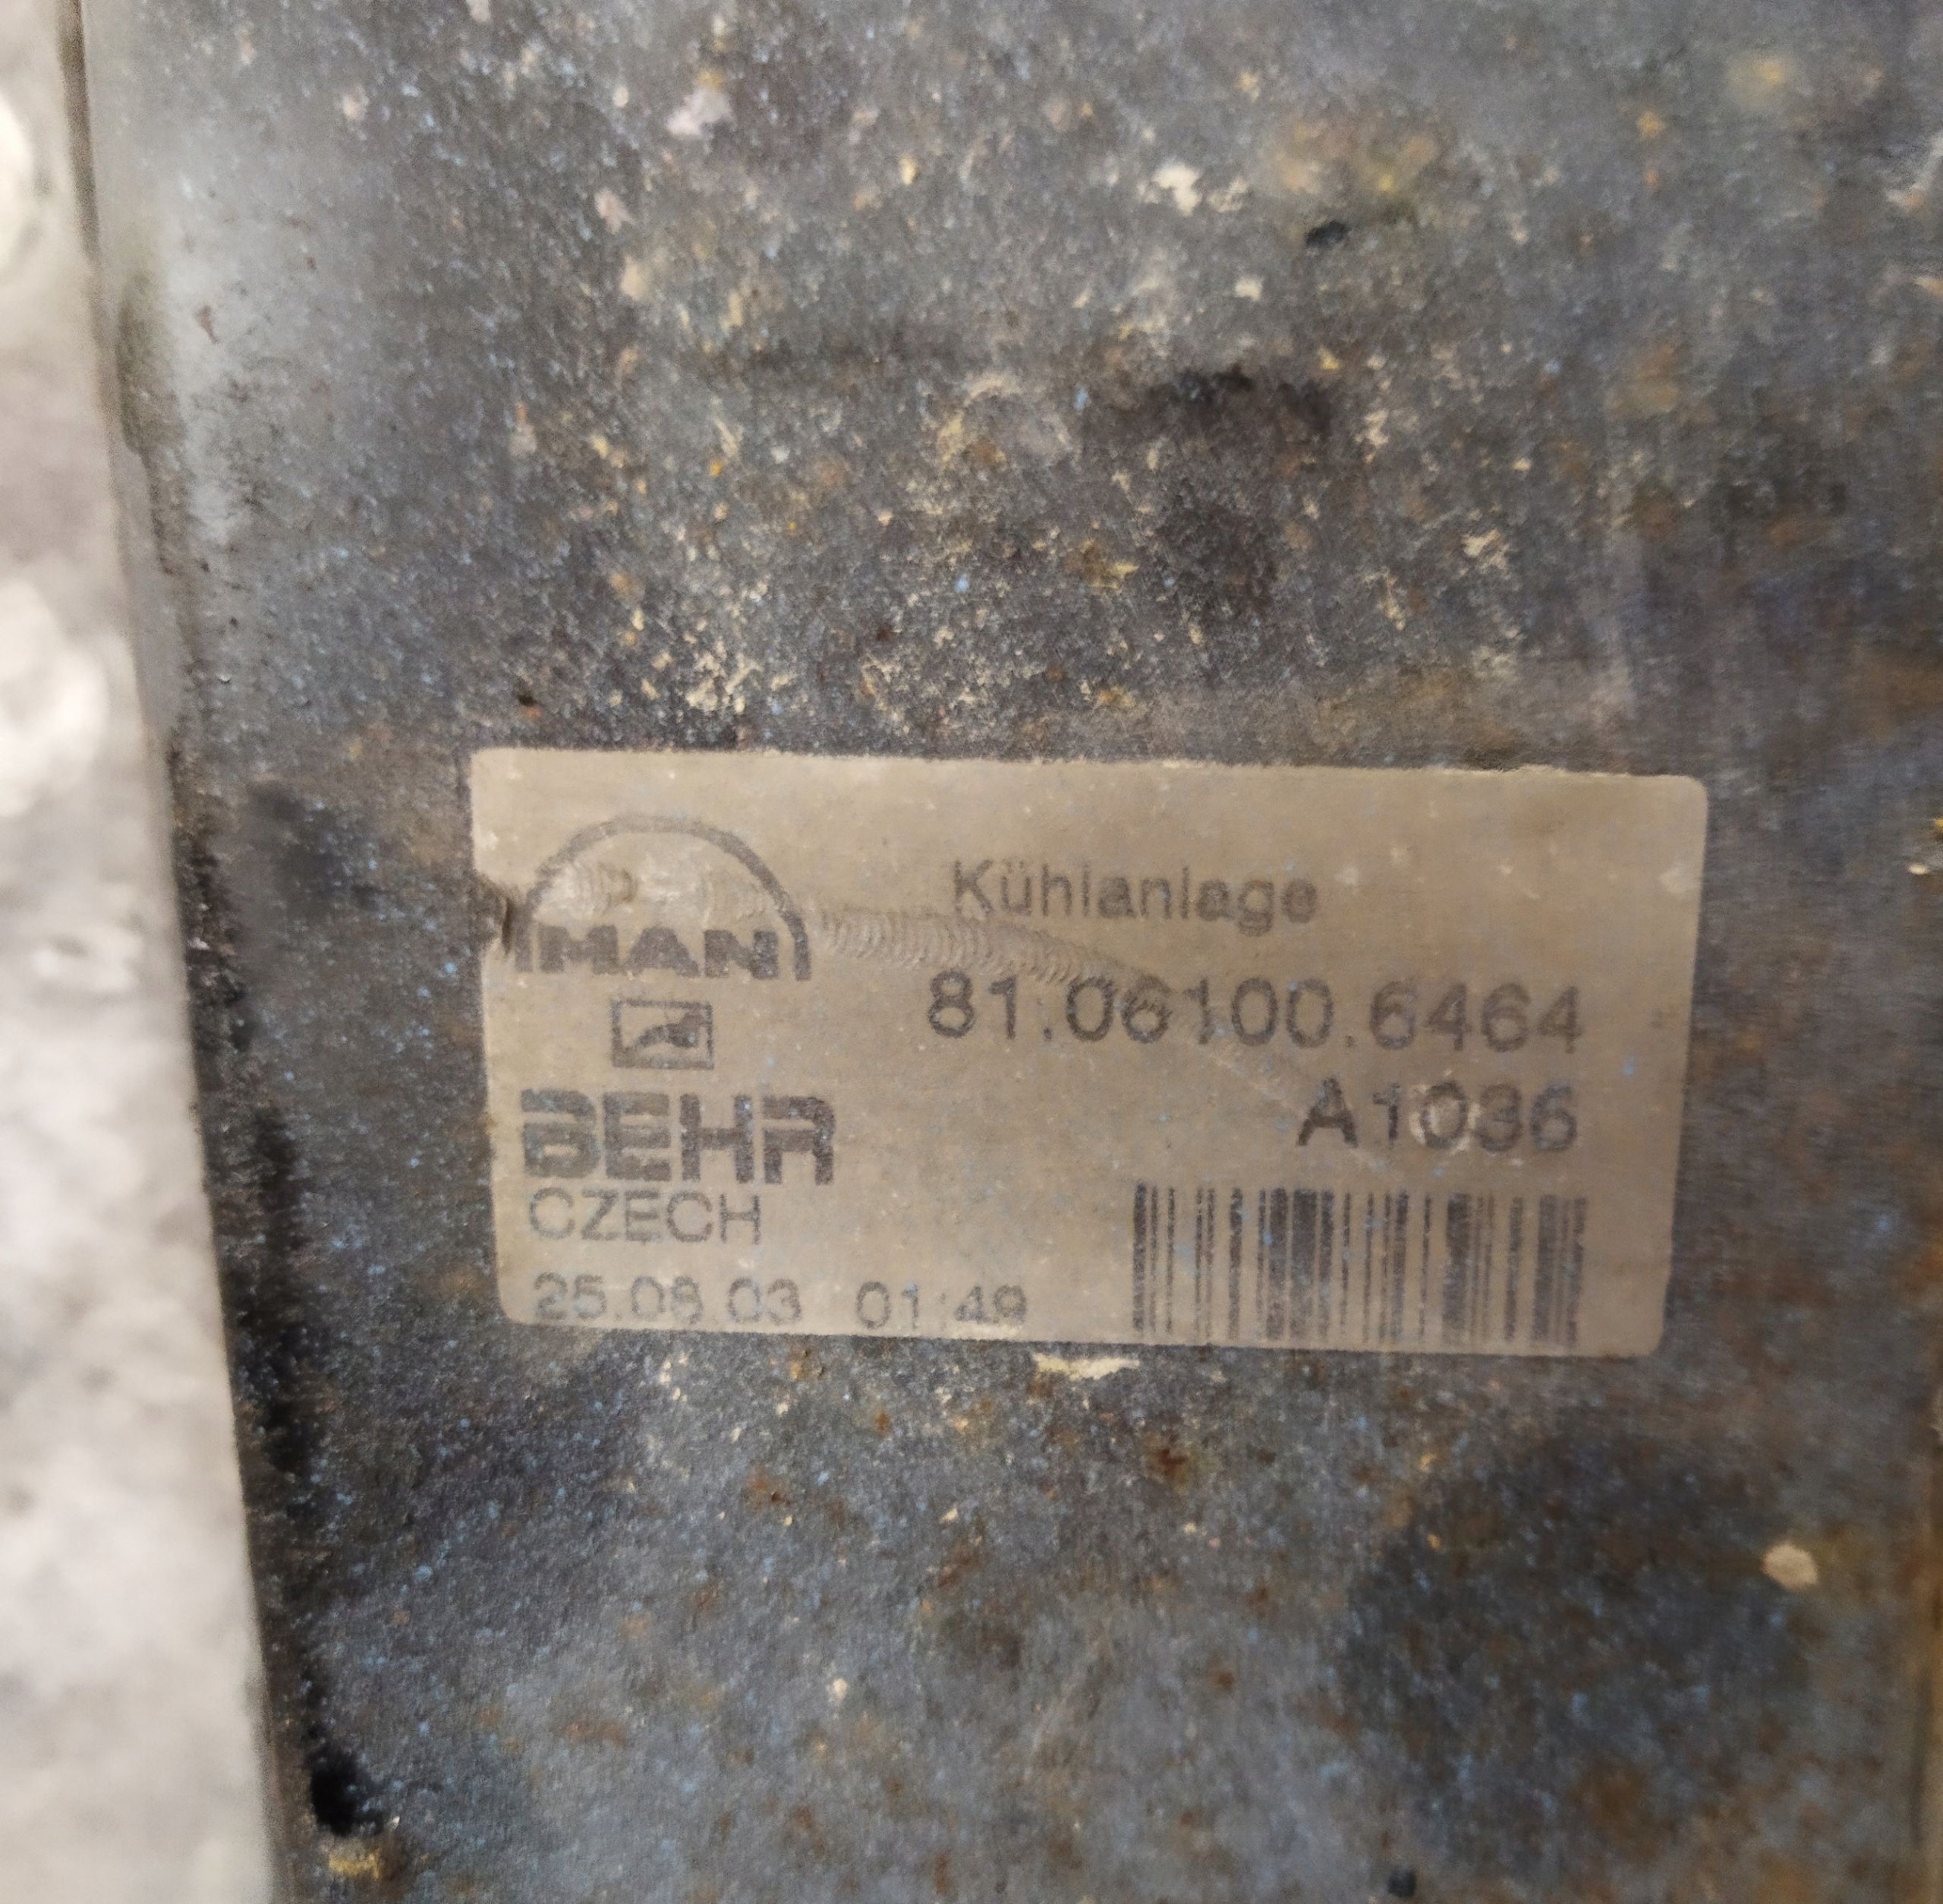 MAN
Kühlanlage
81.06100.6464
A1036
BEHR
CZECH
25.08.03 01:49